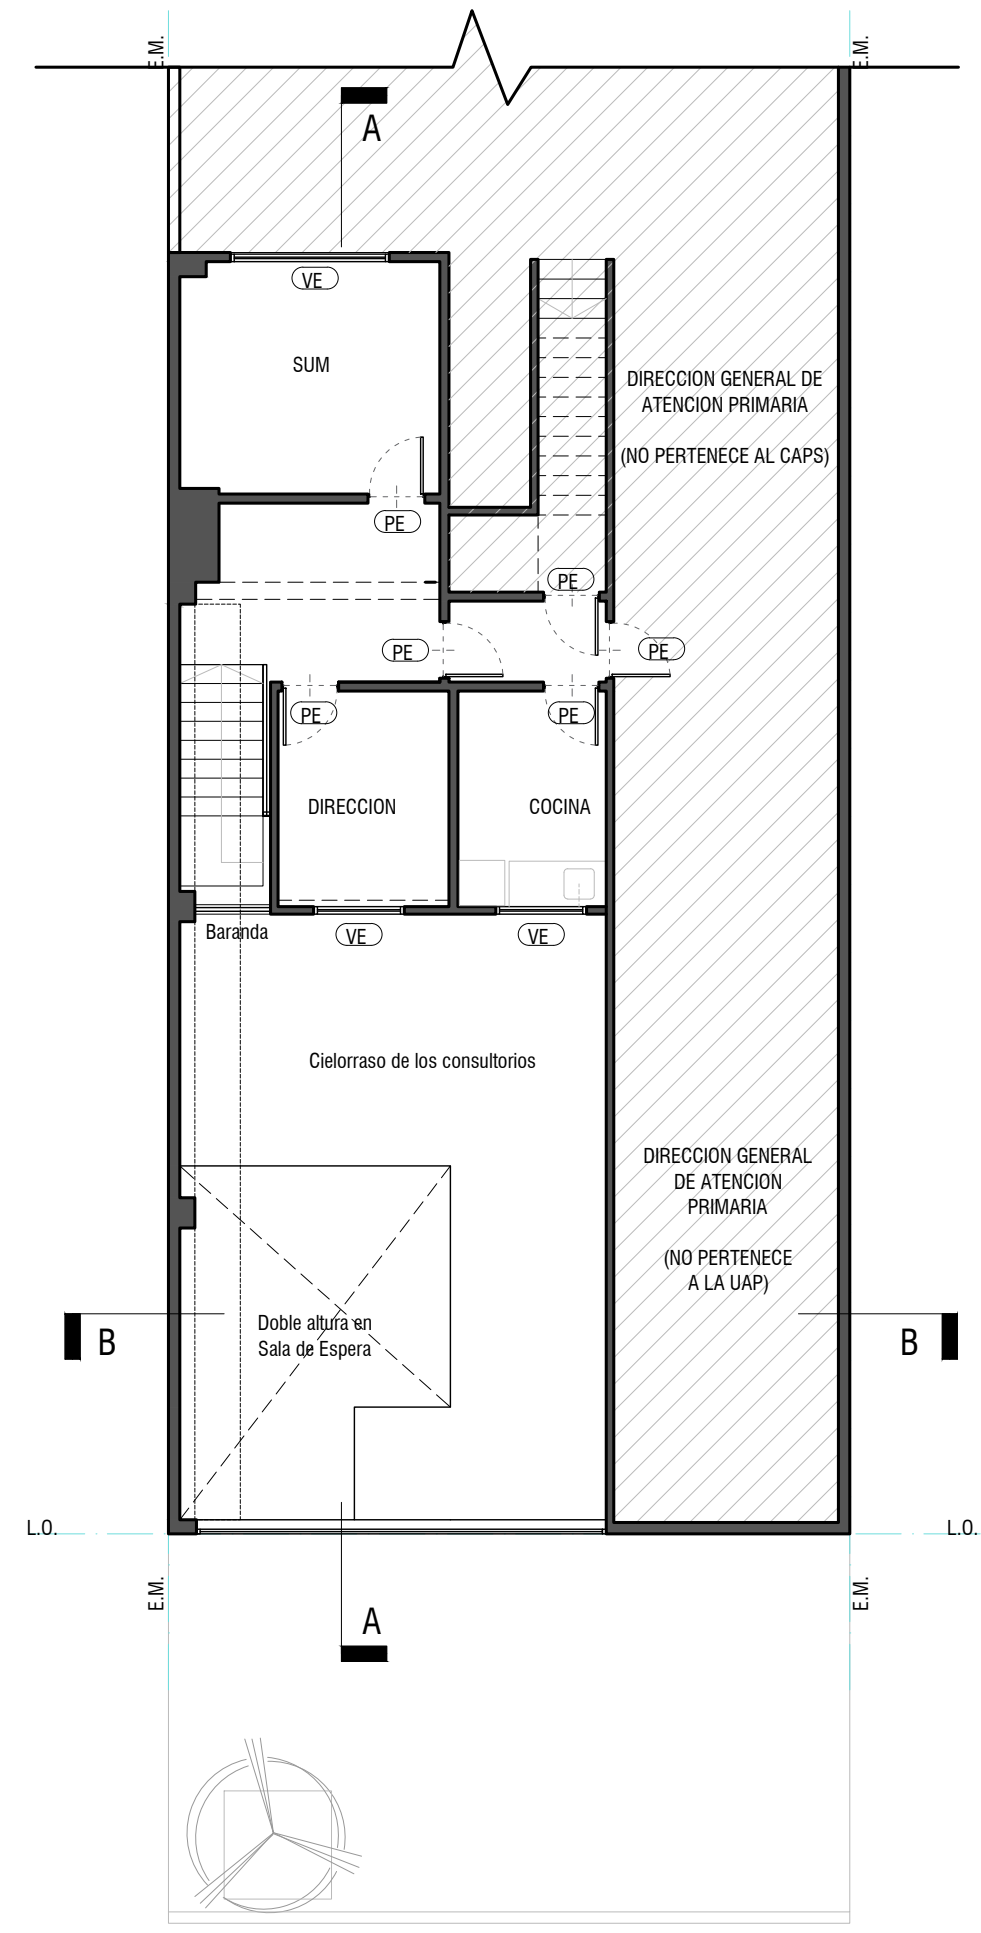 E.M.
E.M.
A
VE
SUM
DIRECCION GENERAL DE
ATENCION PRIMARIA
(NO PERTENECE AL CAPS)
PE
PE
PE
PE
PE
PE
DIRECCION
COCINA
Baranda
VE
VE
Cielorraso de los consultorios
DIRECCION GENERAL
DE ATENCION
PRIMARIA
(NO PERTENECE
A LA UAP)
Doble altura en
Sala de Espera
B
B
L.O.
L.O.
E.M.
E.M.
A